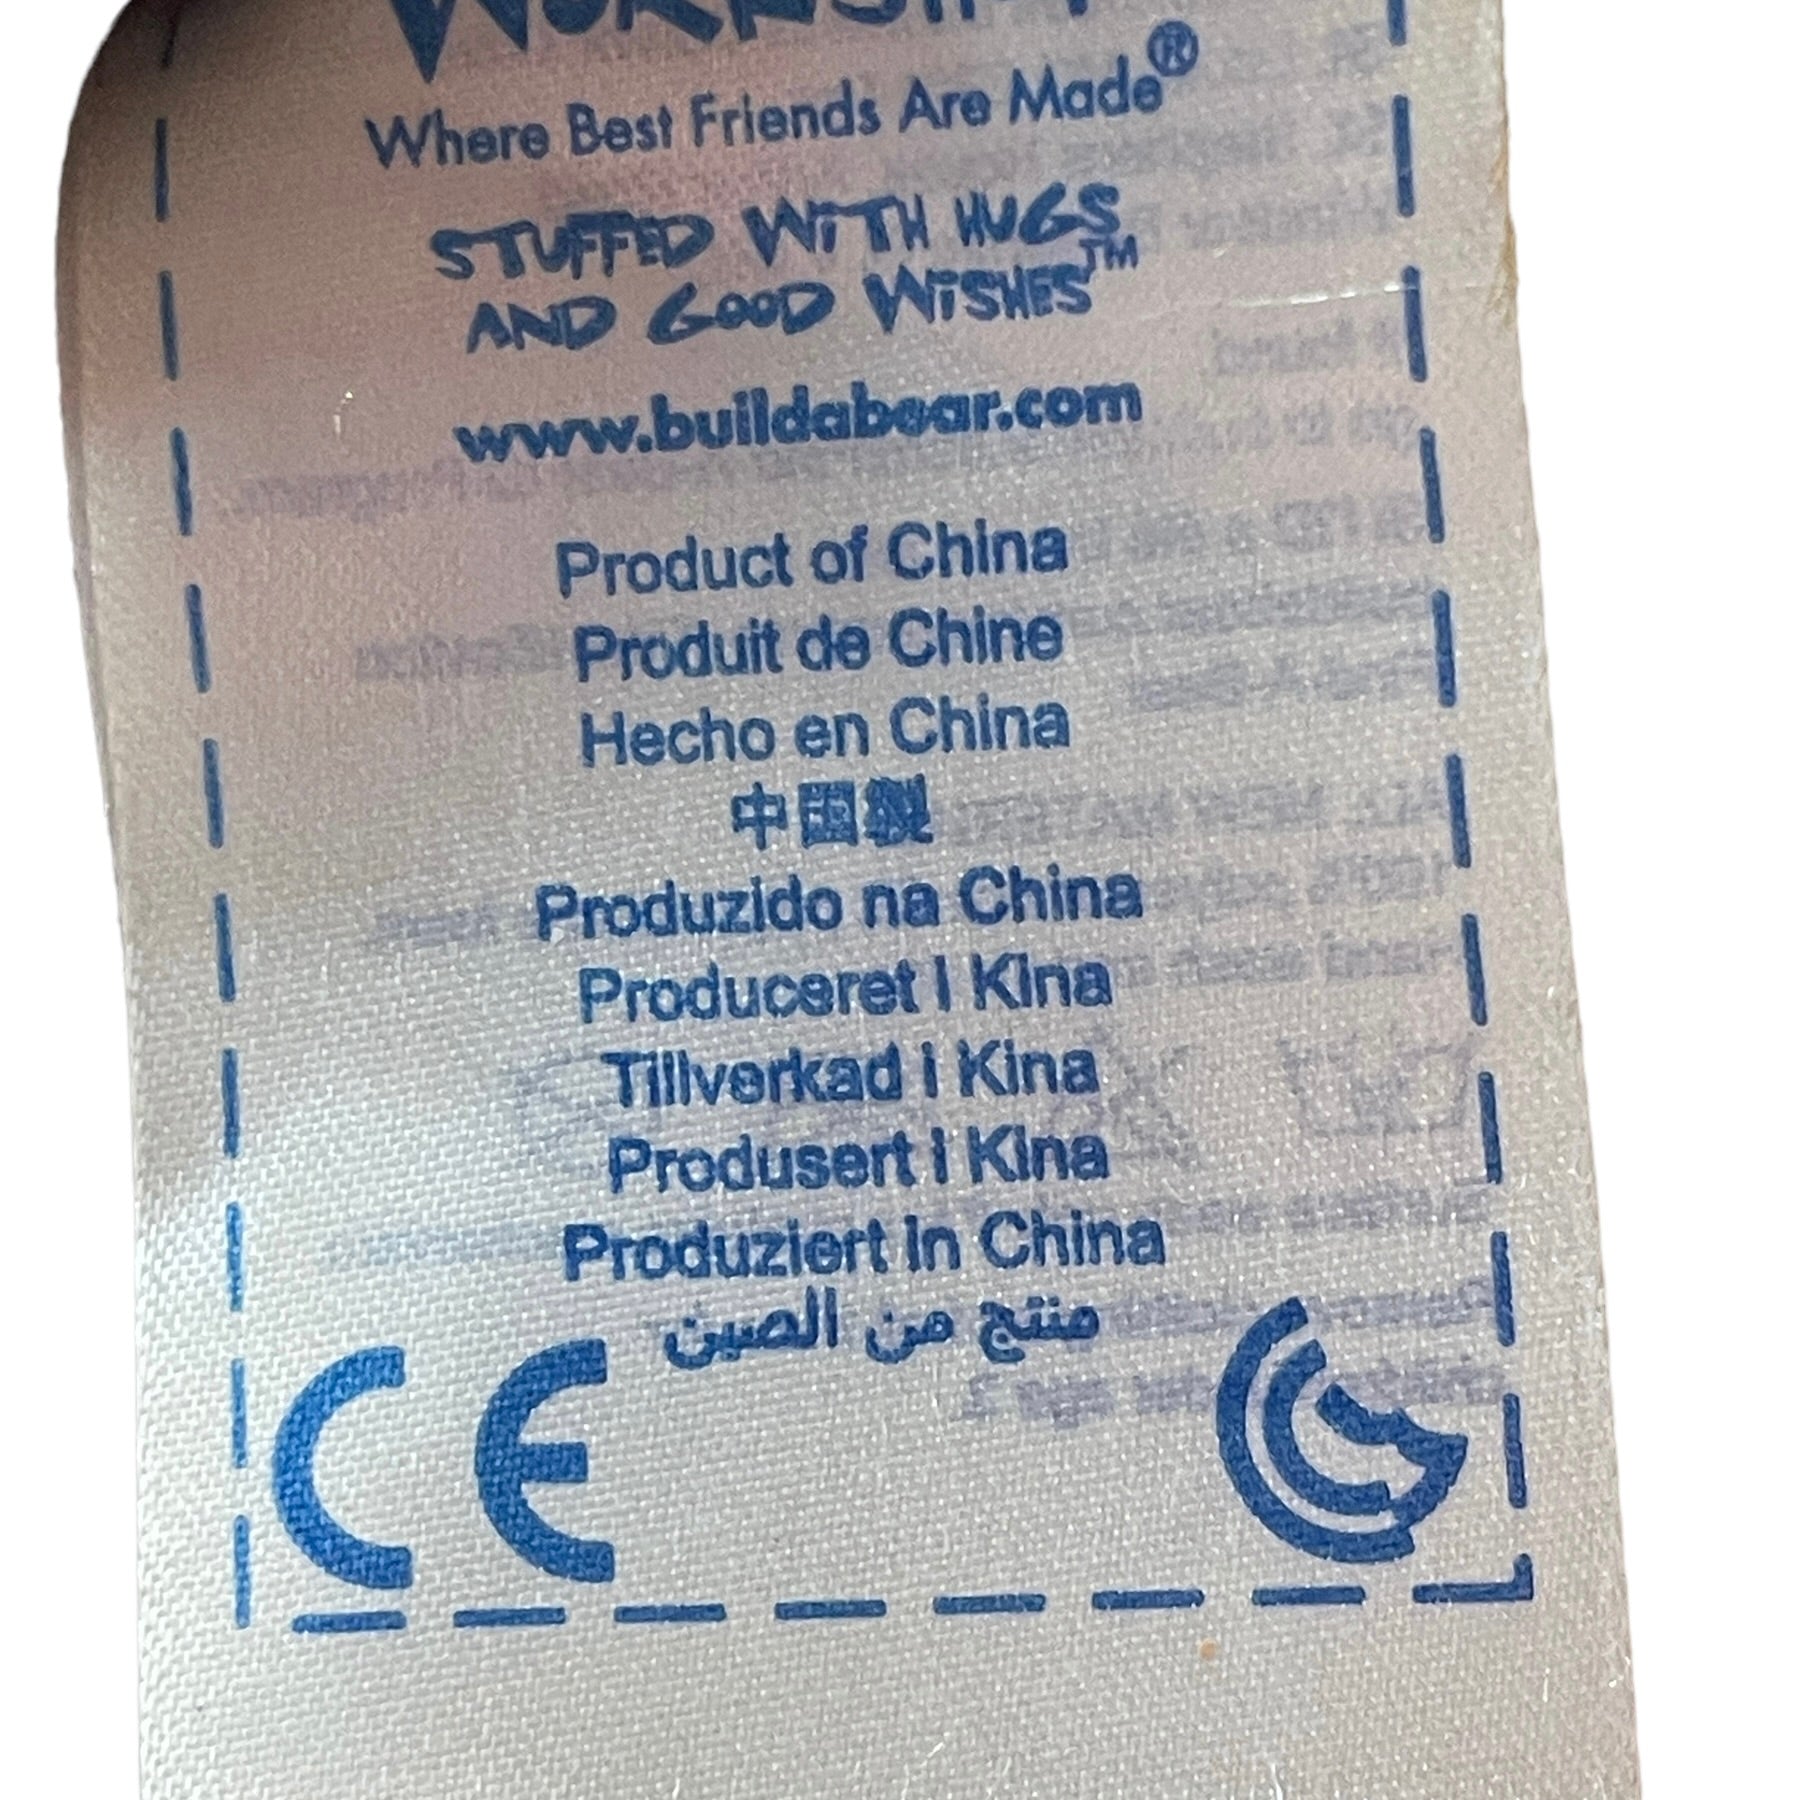 WORKSHOP
Where Best Friends Are Made®
STUFFED WITH HUGS
AND GOOD WISHES™
www.buildabear.com
Product of China
Produit de Chine
Hecho en China
中国製
Produzido na China
Produceret i Kina
Tillverkad i Kina
Produsert i Kina
Produziert in China
منتج من الصين
CE